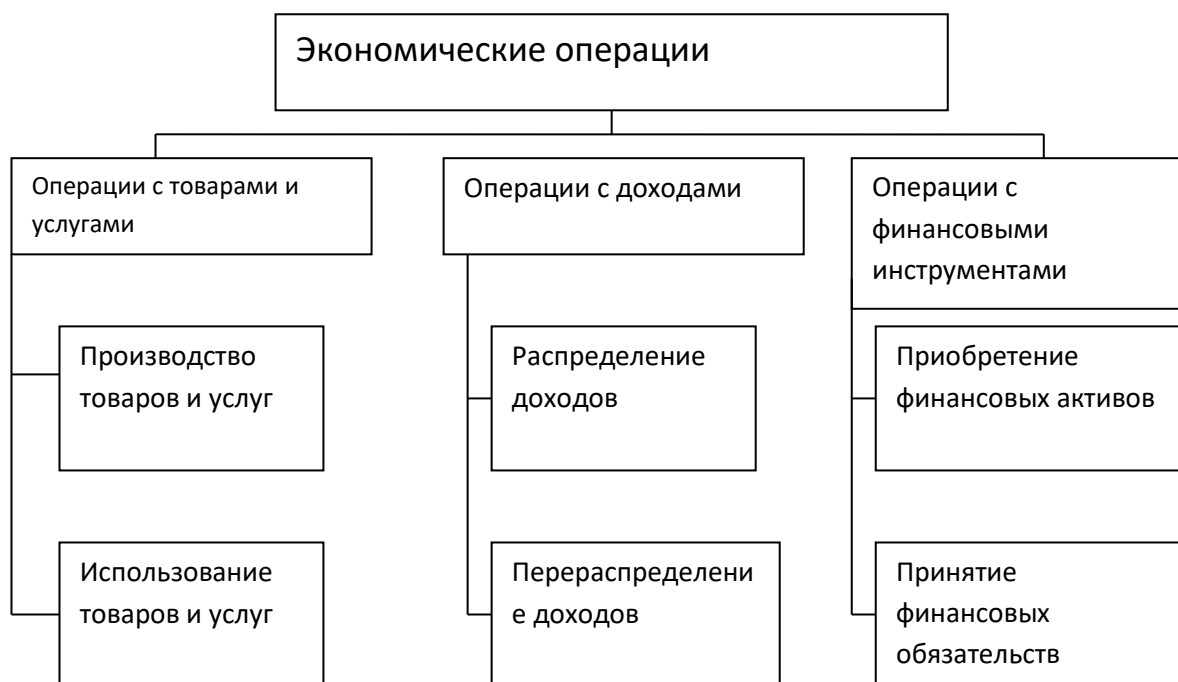 Экономические операции
Операции с товарами и
услугами
Операции с доходами
Операции с
финансовыми
инструментами
Производство
товаров и услуг
Распределение
доходов
Приобретение
финансовых активов
Использование
товаров и услуг
Перераспределени
е доходов
Принятие
финансовых
обязательств